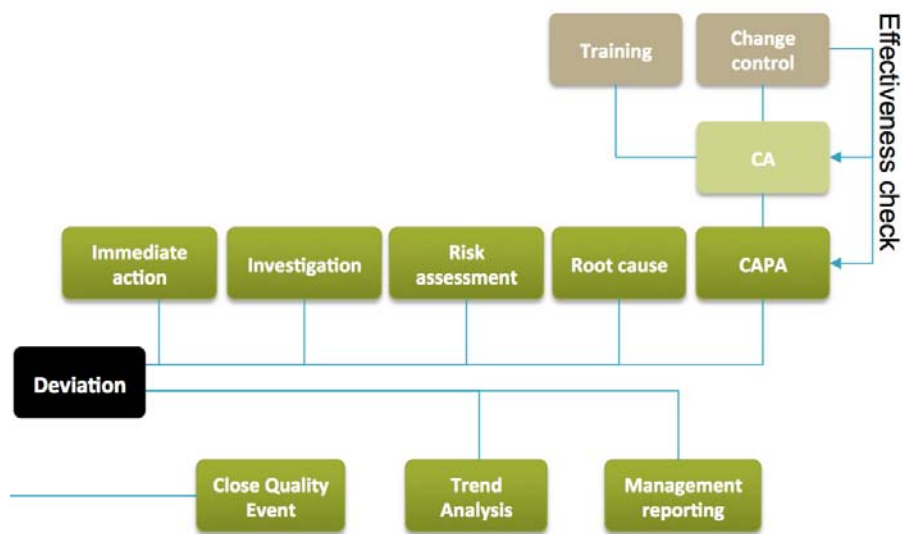 Training
Change
control
Effectiveness check
CA
Immediate
action
Investigation
Risk
assessment
Root cause
CAPA
Deviation
Close Quality
Event
Trend
Analysis
Management
reporting